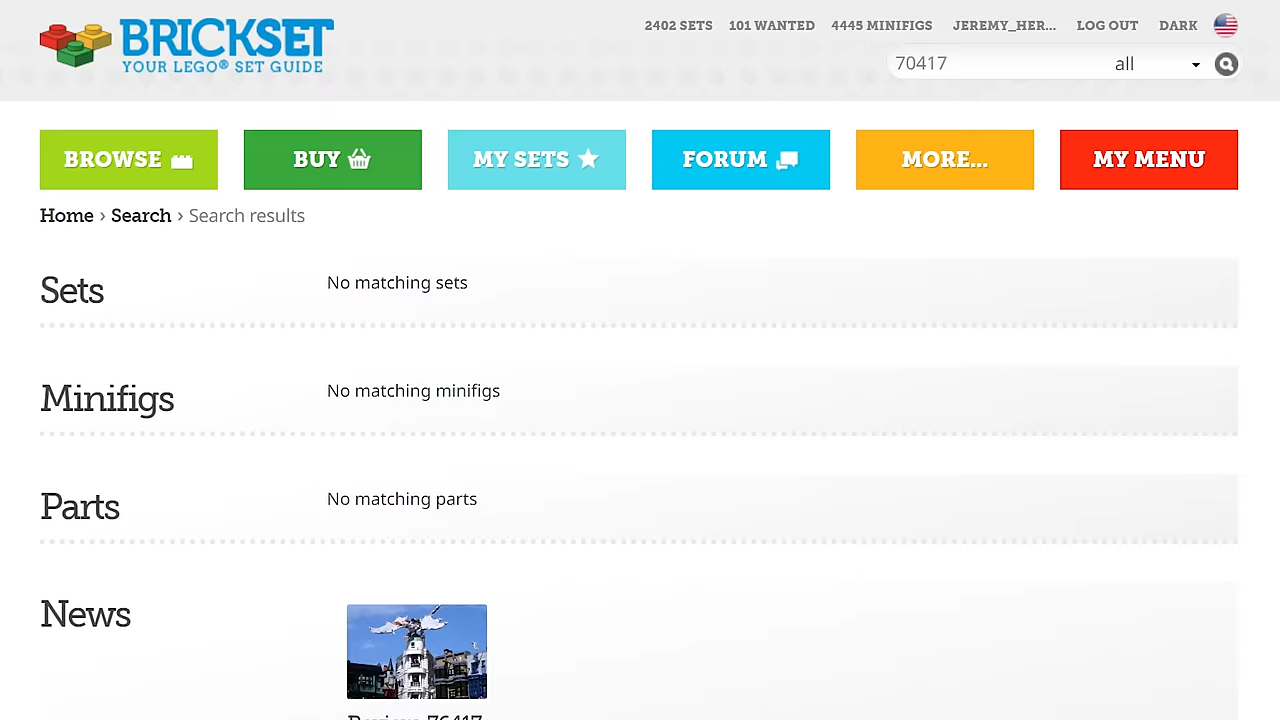 BRICKSET
YOUR LEGO® SET GUIDE
2402 SETS 101 WANTED 4445 MINIFIGS JEREMY_HER... LOG OUT DARK
70417 all
BROWSE BUY MY SETS FORUM MORE... MY MENU
Home › Search › Search results
Sets
No matching sets
Minifigs
No matching minifigs
Parts
No matching parts
News
Review: 76417